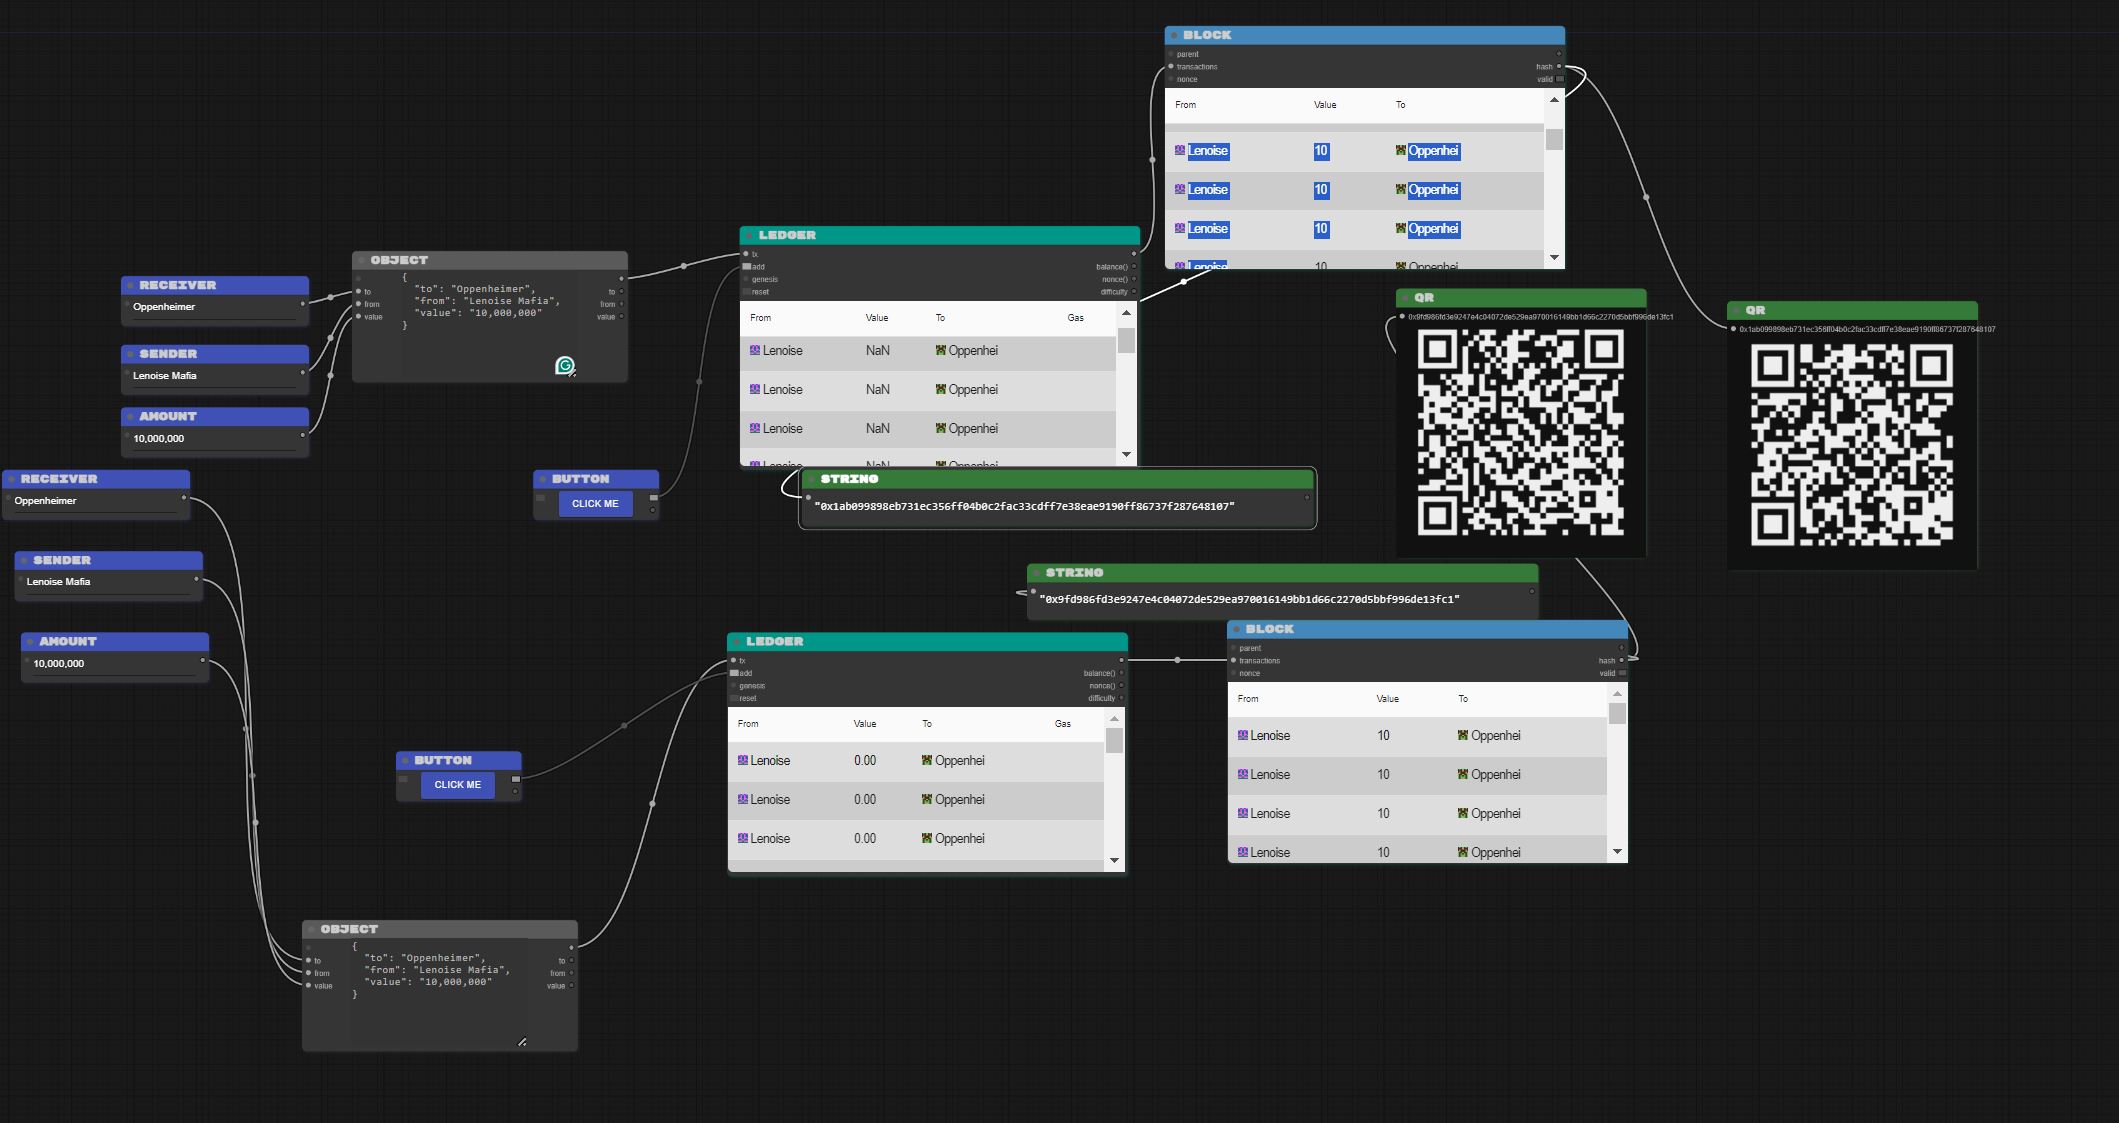 BLOCK
parent
transactions
nonce
hash
valid
From Value To
Lenoise 10 Oppenhei
Lenoise 10 Oppenhei
Lenoise 10 Oppenhei
Lenoise 10 Oppenhei
LEDGER
tx
add
genesis
reset
balance()
nonce()
difficulty
From Value To Gas
Lenoise NaN Oppenhei
Lenoise NaN Oppenhei
Lenoise NaN Oppenhei
Lenoise NaN Oppenhei
OBJECT
to
from
value
{
"to": "Oppenheimer",
"from": "Lenoise Mafia",
"value": "10,000,000"
}
to
from
value
RECEIVER
Oppenheimer
SENDER
Lenoise Mafia
AMOUNT
10,000,000
QR
0x9fd986fd3e9247e4c04072de529ea970016149bb1d66c2270d5bbf996de13fc1
QR
0x1ab099898eb731ec356ff04b0c2fac33cdff7e38eae9190ff86737f287648107
BUTTON
CLICK ME
STRING
"0x1ab099898eb731ec356ff04b0c2fac33cdff7e38eae9190ff86737f287648107"
RECEIVER
Oppenheimer
SENDER
Lenoise Mafia
AMOUNT
10,000,000
STRING
"0x9fd986fd3e9247e4c04072de529ea970016149bb1d66c2270d5bbf996de13fc1"
LEDGER
tx
add
genesis
reset
balance()
nonce()
difficulty
From Value To Gas
Lenoise 0.00 Oppenhei
Lenoise 0.00 Oppenhei
Lenoise 0.00 Oppenhei
BLOCK
parent
transactions
nonce
hash
valid
From Value To
Lenoise 10 Oppenhei
Lenoise 10 Oppenhei
Lenoise 10 Oppenhei
Lenoise 10 Oppenhei
BUTTON
CLICK ME
OBJECT
to
from
value
{
"to": "Oppenheimer",
"from": "Lenoise Mafia",
"value": "10,000,000"
}
to
from
value